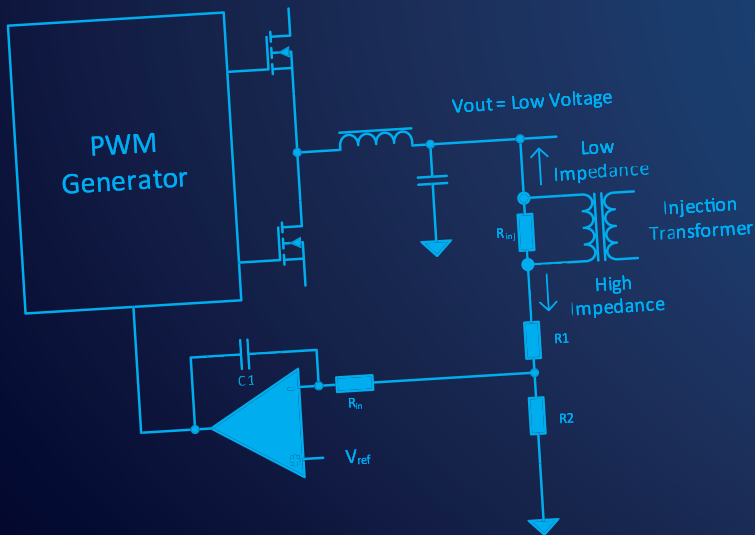 PWM
Generator
Vout = Low Voltage
Low
Impedance
Rinj
Injection
Transformer
High
Impedance
R1
C1
Rin
R2
Vref